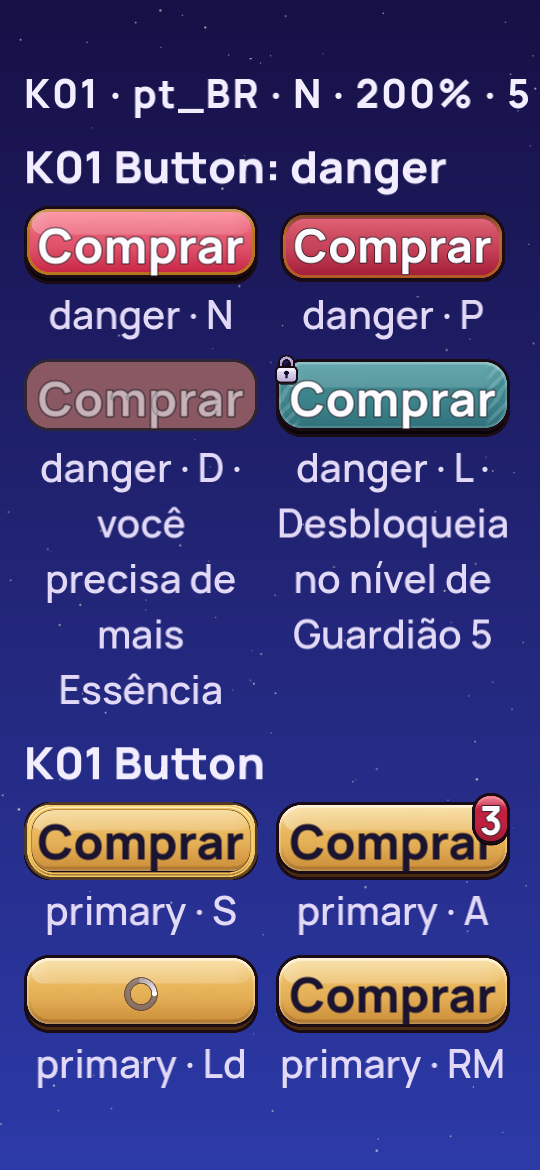 K01 · pt_BR · N · 200% · 5
K01 Button: danger
Comprar Comprar
danger · N danger · P
Comprar Comprar
danger · D ·
você
precisa de
mais
Essência
danger · L ·
Desbloqueia
no nível de
Guardião 5
K01 Button
Comprar Comprar 3
primary · S primary · A
Comprar
primary · Ld primary · RM